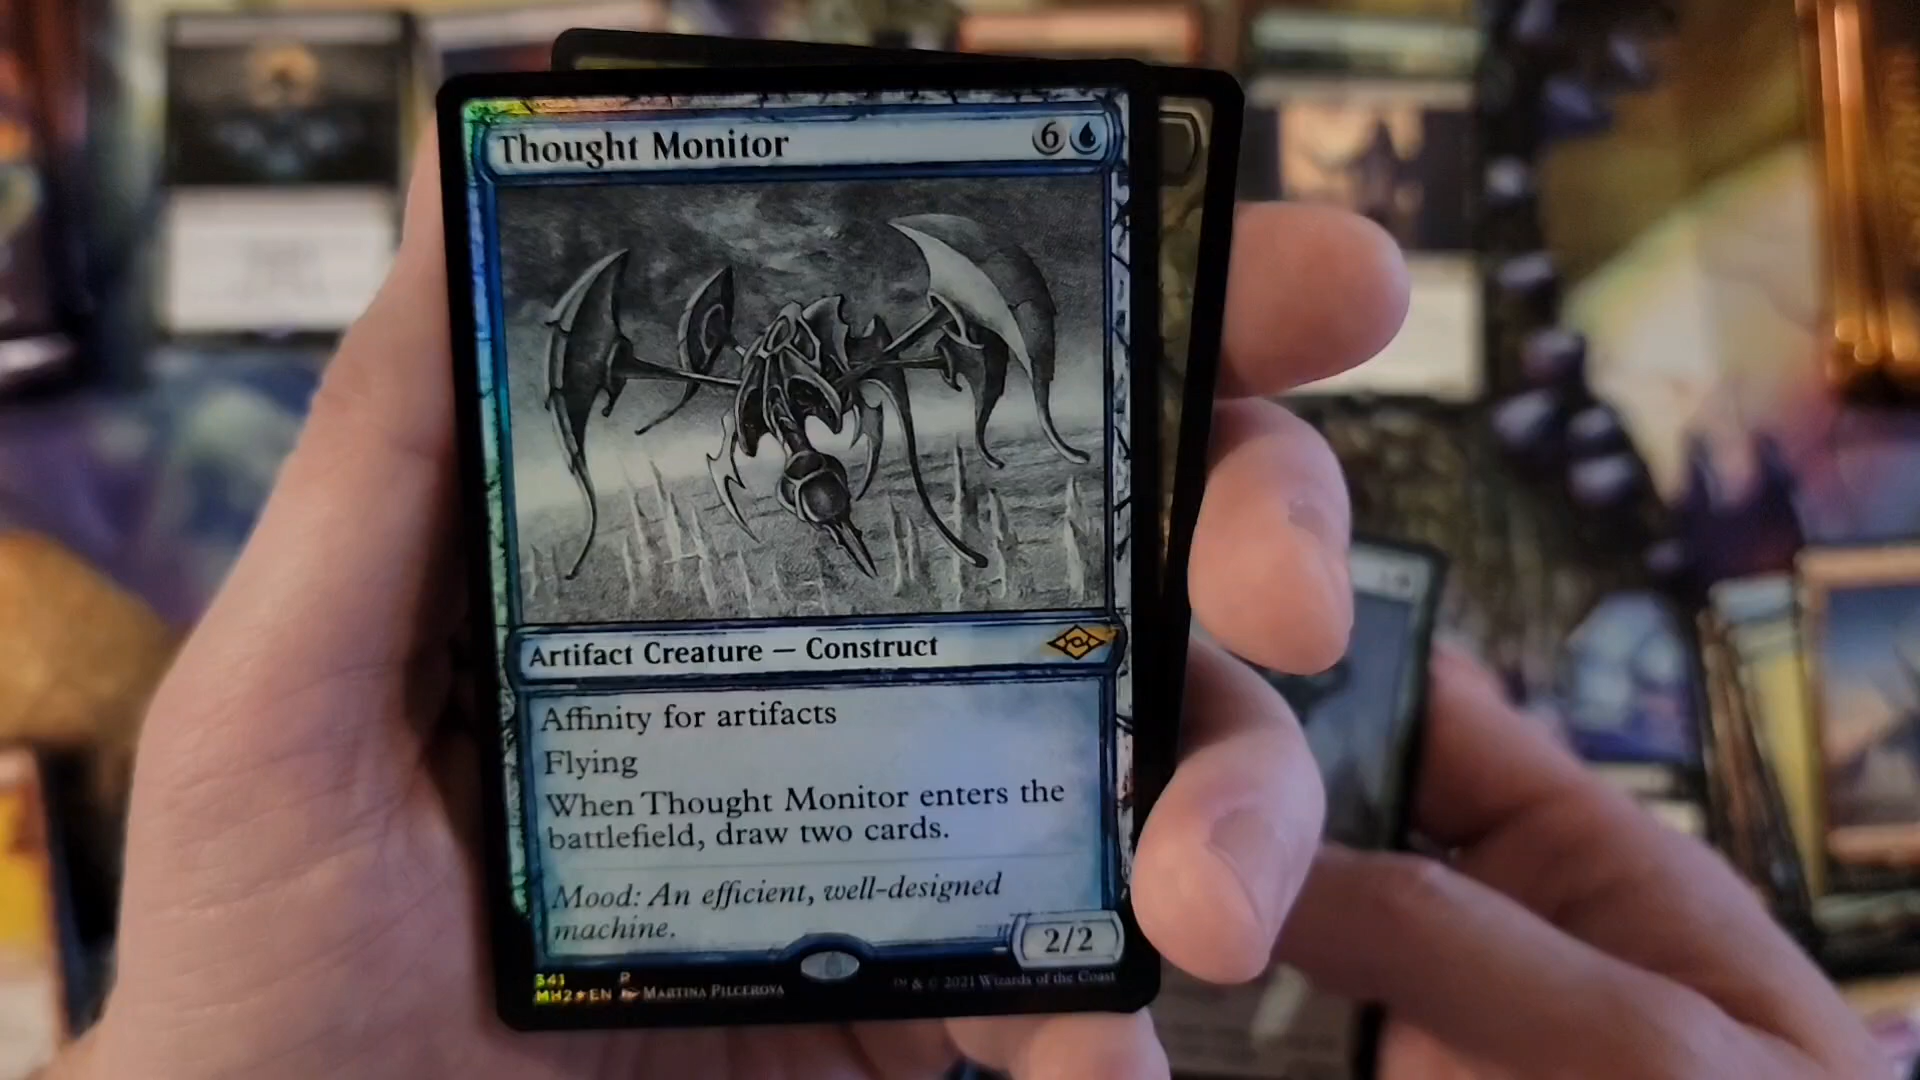 Thought Monitor 6
Artifact Creature — Construct
Affinity for artifacts
Flying
When Thought Monitor enters the
battlefield, draw two cards.
Mood: An efficient, well-designed
machine.
2/2
341 R
MH2★EN Martina Pilcerova
™ & © 2021 Wizards of the Coast